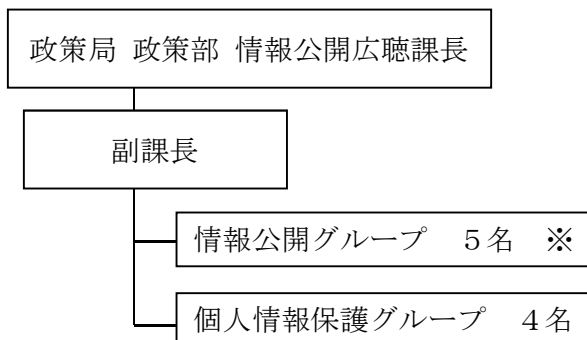 政策局 政策部 情報公開広聴課長
副課長
情報公開グループ　５名　※
個人情報保護グループ　４名